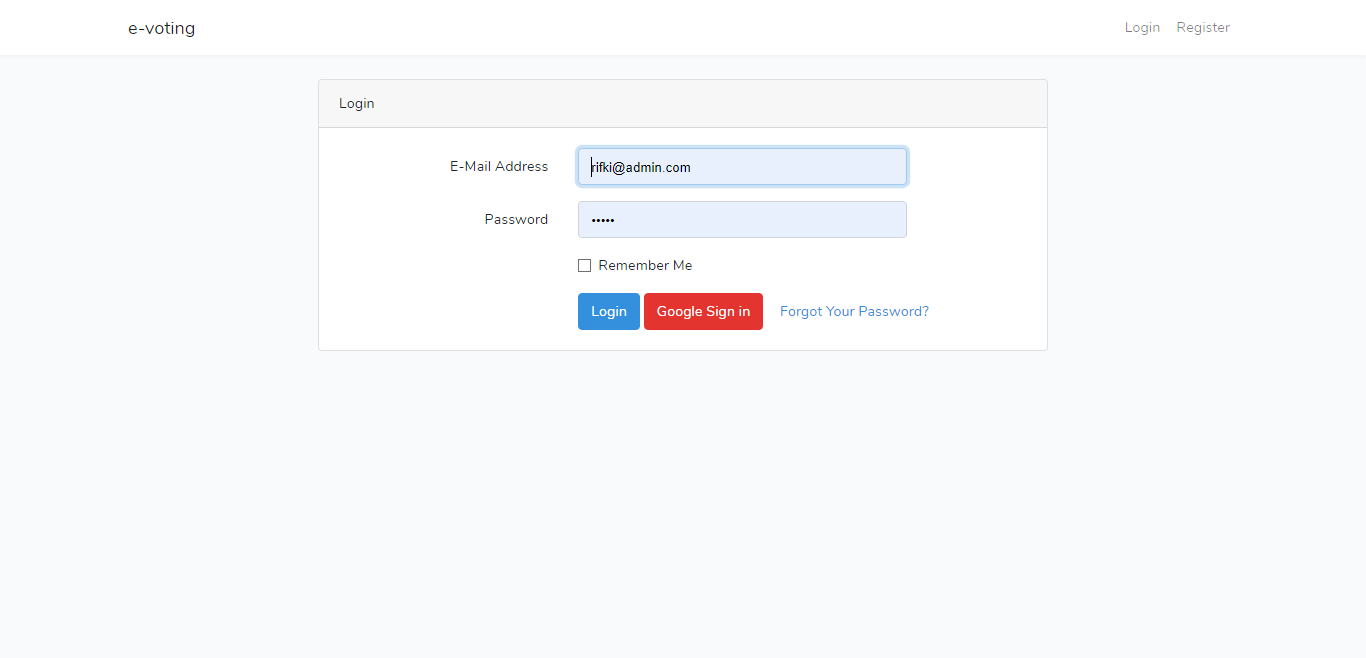 e-voting
Login Register
Login
E-Mail Address rifki@admin.com
Password •••••
Remember Me
Login Google Sign in Forgot Your Password?